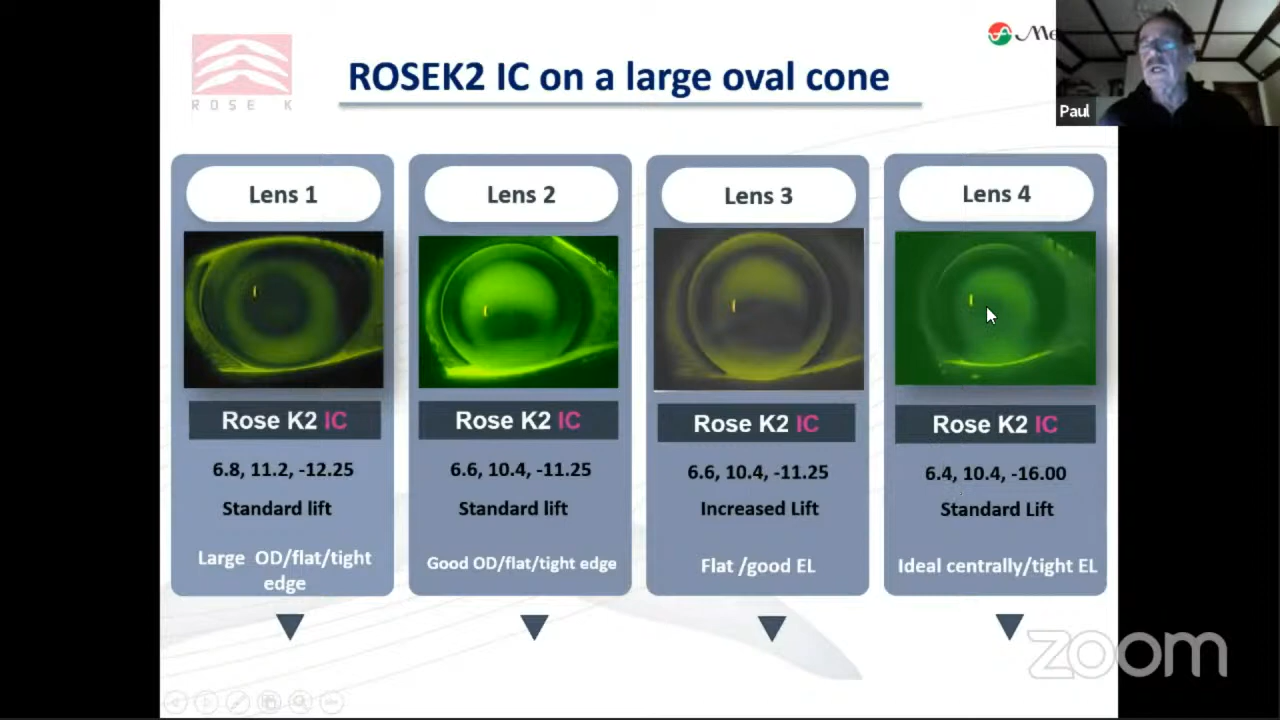 ROSE K
ROSEK2 IC on a large oval cone
Me
Paul
Lens 1
Rose K2 IC
6.8, 11.2, -12.25
Standard lift
Large OD/flat/tight
edge
Lens 2
Rose K2 IC
6.6, 10.4, -11.25
Standard lift
Good OD/flat/tight edge
Lens 3
Rose K2 IC
6.6, 10.4, -11.25
Increased Lift
Flat /good EL
Lens 4
Rose K2 IC
6.4, 10.4, -16.00
Standard Lift
Ideal centrally/tight EL
zoom